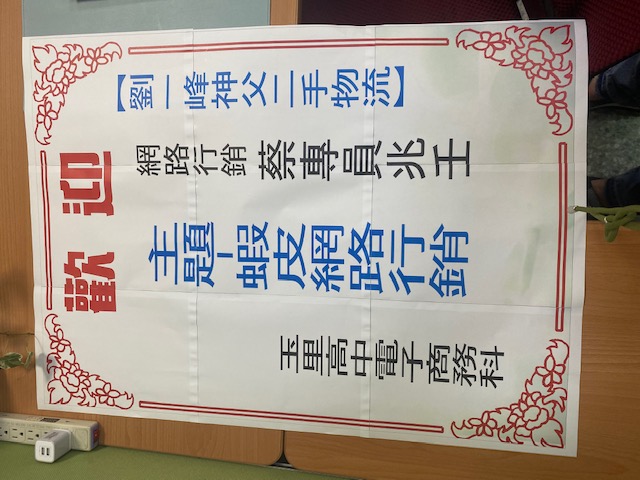 歡迎
【劉一峰神父二手物流】
網路行銷 蔡專員兆壬
主題-蝦皮網路行銷
玉里高中電子商務科